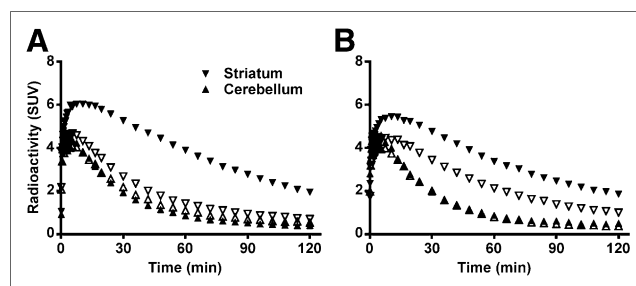 A
B
8
6
4
2
0
Radioactivity (SUV)
▼ Striatum
▲ Cerebellum
0 30 60 90 120
Time (min)
8
6
4
2
0
0 30 60 90 120
Time (min)